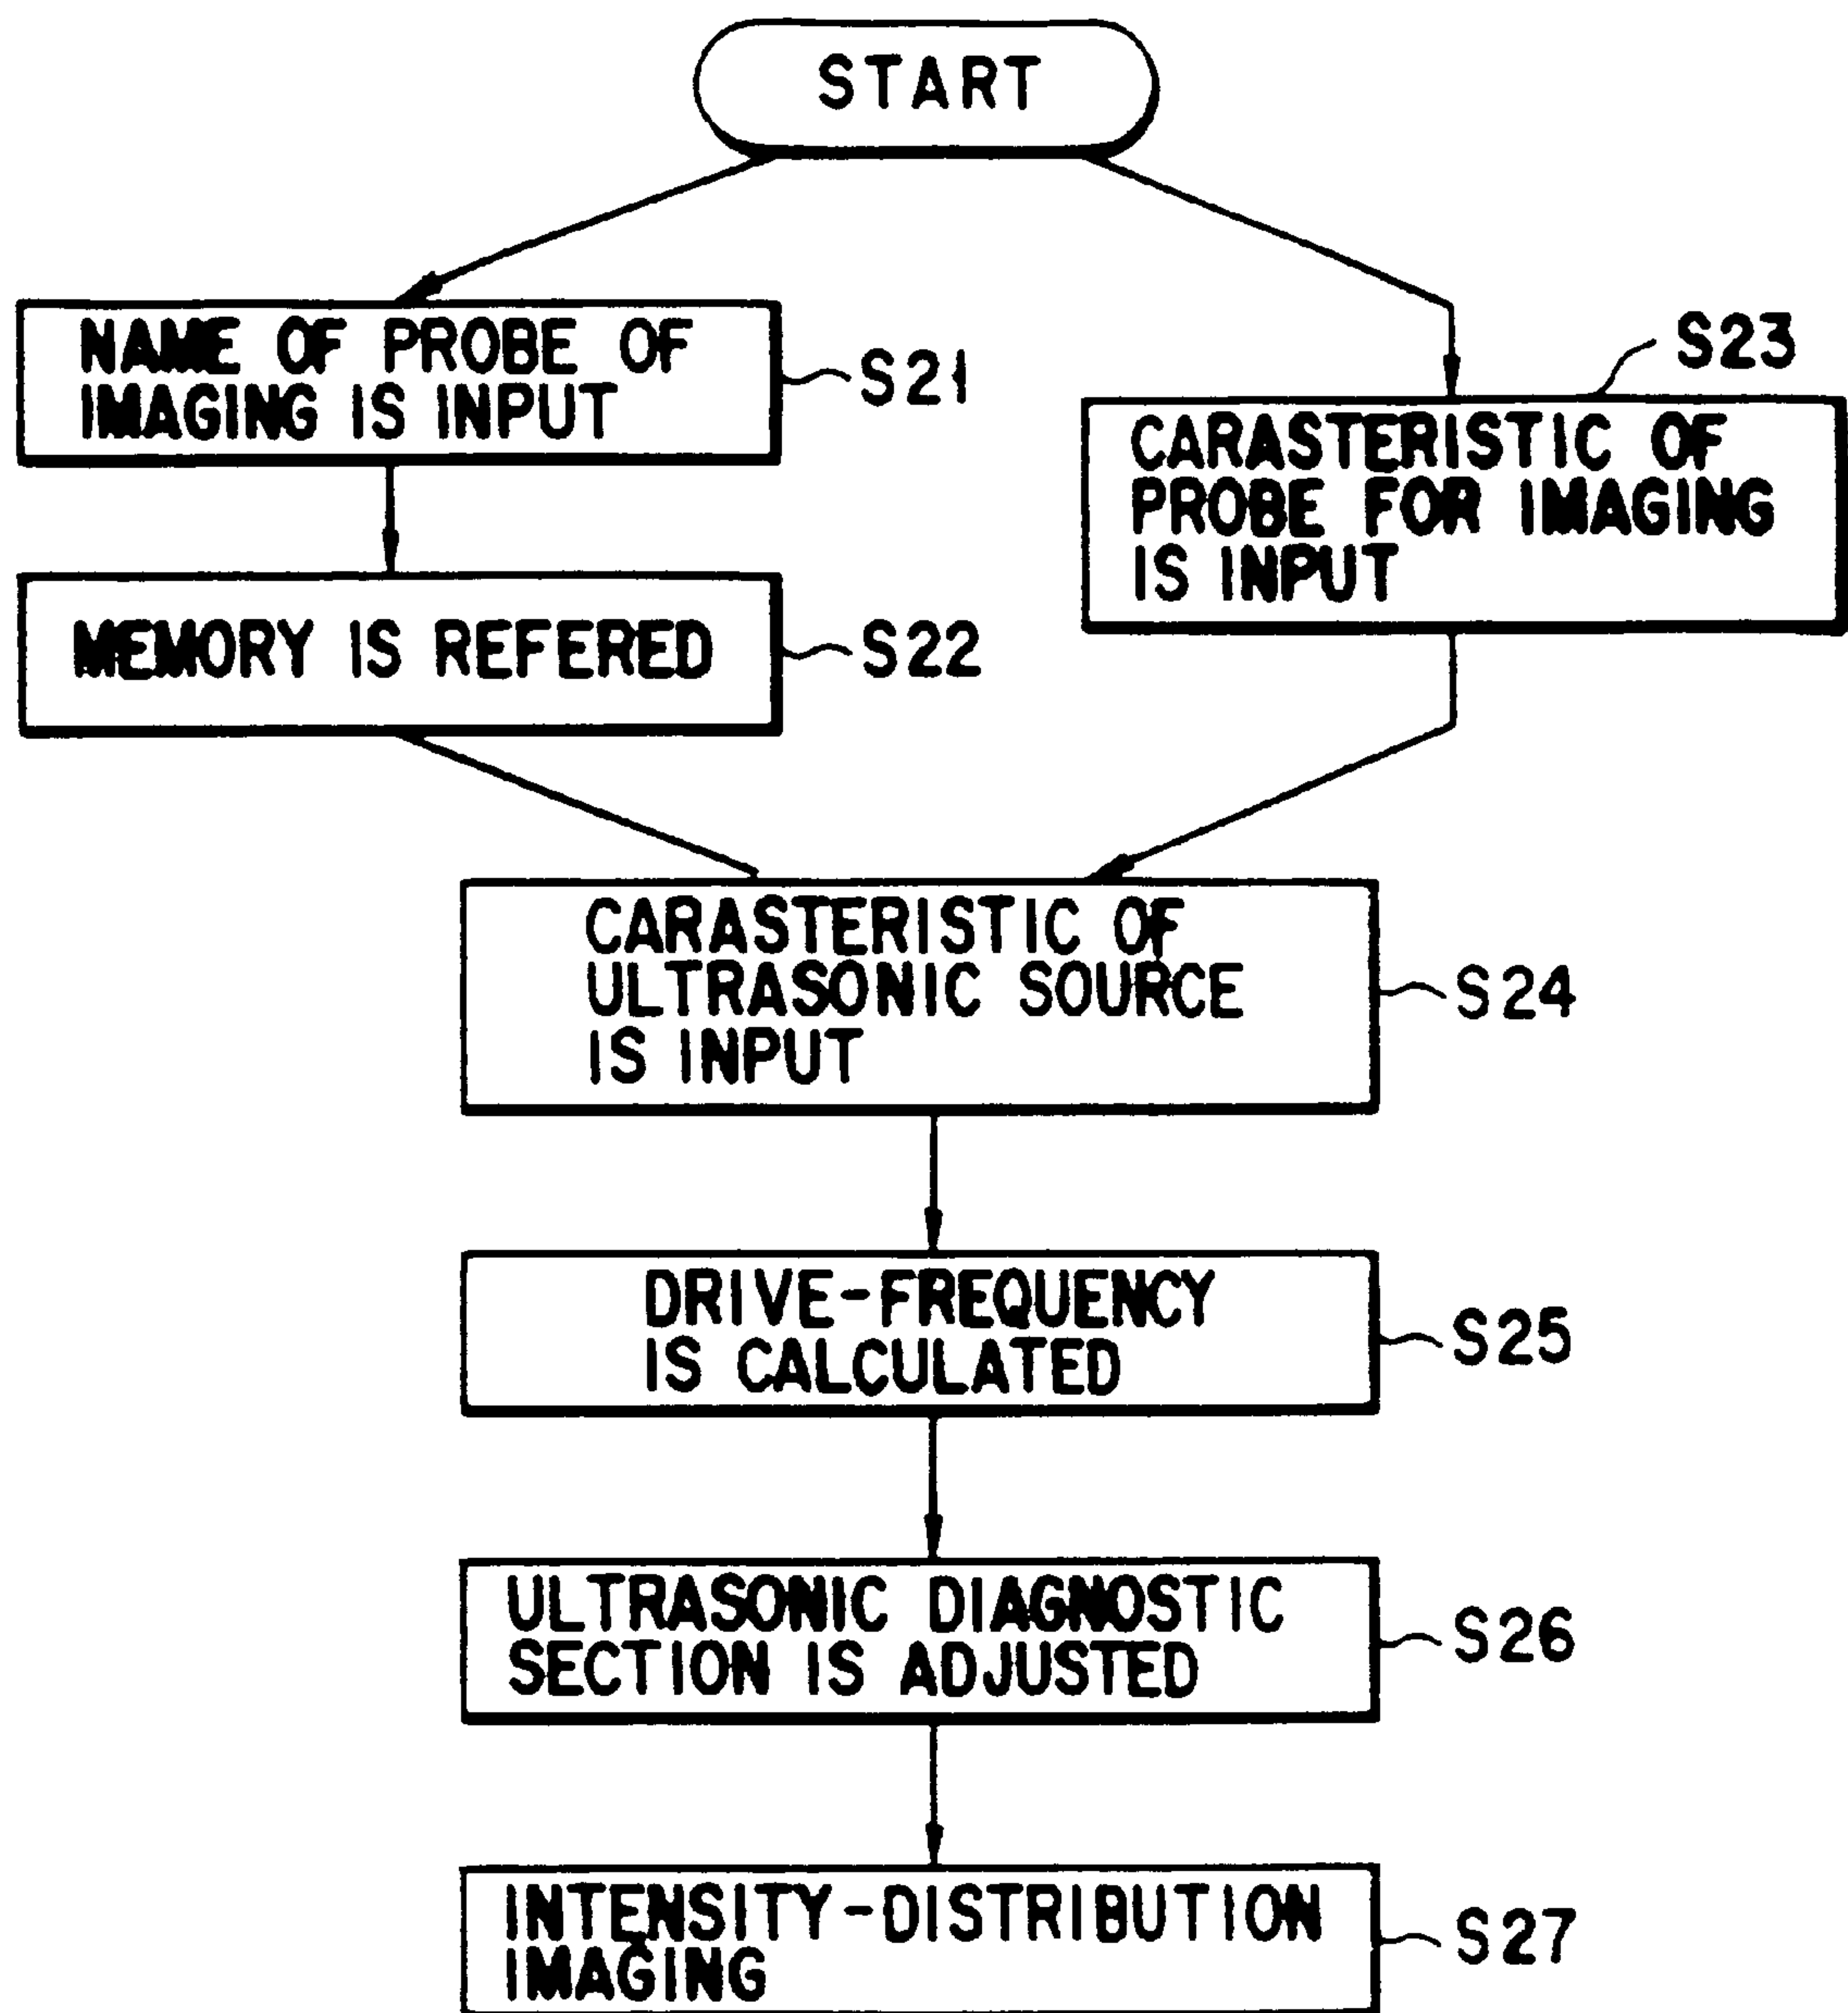 START
NAME OF PROBE OF
IMAGING IS INPUT
S21
MEMORY IS REFERED
S22
S23
CARASTERISTIC OF
PROBE FOR IMAGING
IS INPUT
CARASTERISTIC OF
ULTRASONIC SOURCE
IS INPUT
S24
DRIVE-FREQUENCY
IS CALCULATED
S25
ULTRASONIC DIAGNOSTIC
SECTION IS ADJUSTED
S26
INTENSITY-DISTRIBUTION
IMAGING
S27